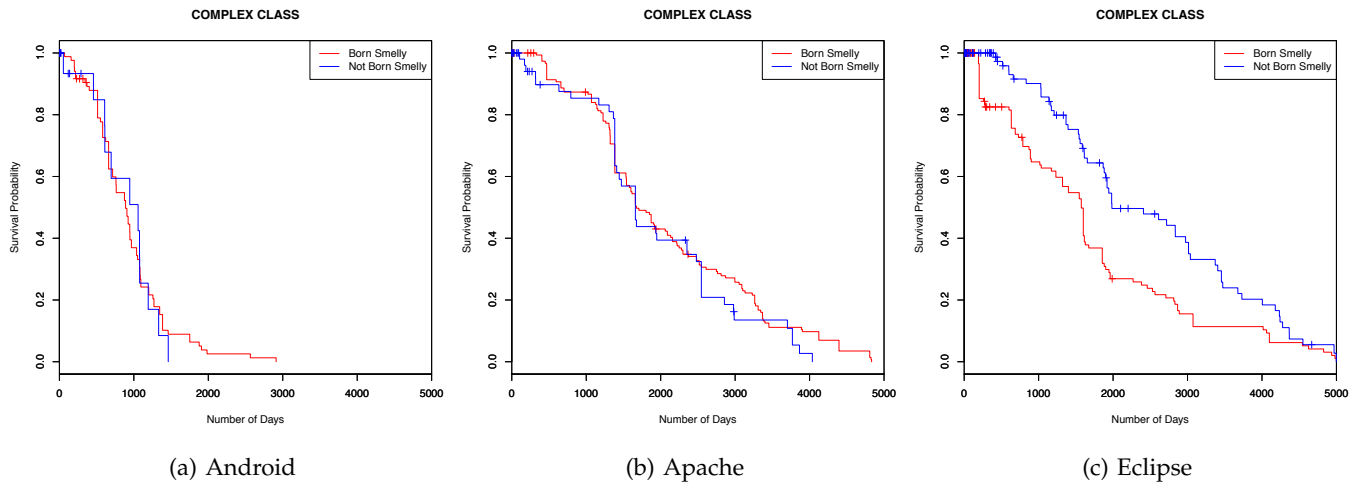 COMPLEX CLASS
Survival Probability
1.0
0.8
0.6
0.4
0.2
0.0
Born Smelly
Not Born Smelly
0 1000 2000 3000 4000 5000
Number of Days
(a) Android
COMPLEX CLASS
Survival Probability
1.0
0.8
0.6
0.4
0.2
0.0
Born Smelly
Not Born Smelly
0 1000 2000 3000 4000 5000
Number of Days
(b) Apache
COMPLEX CLASS
Survival Probability
1.0
0.8
0.6
0.4
0.2
0.0
Born Smelly
Not Born Smelly
0 1000 2000 3000 4000 5000
Number of Days
(c) Eclipse